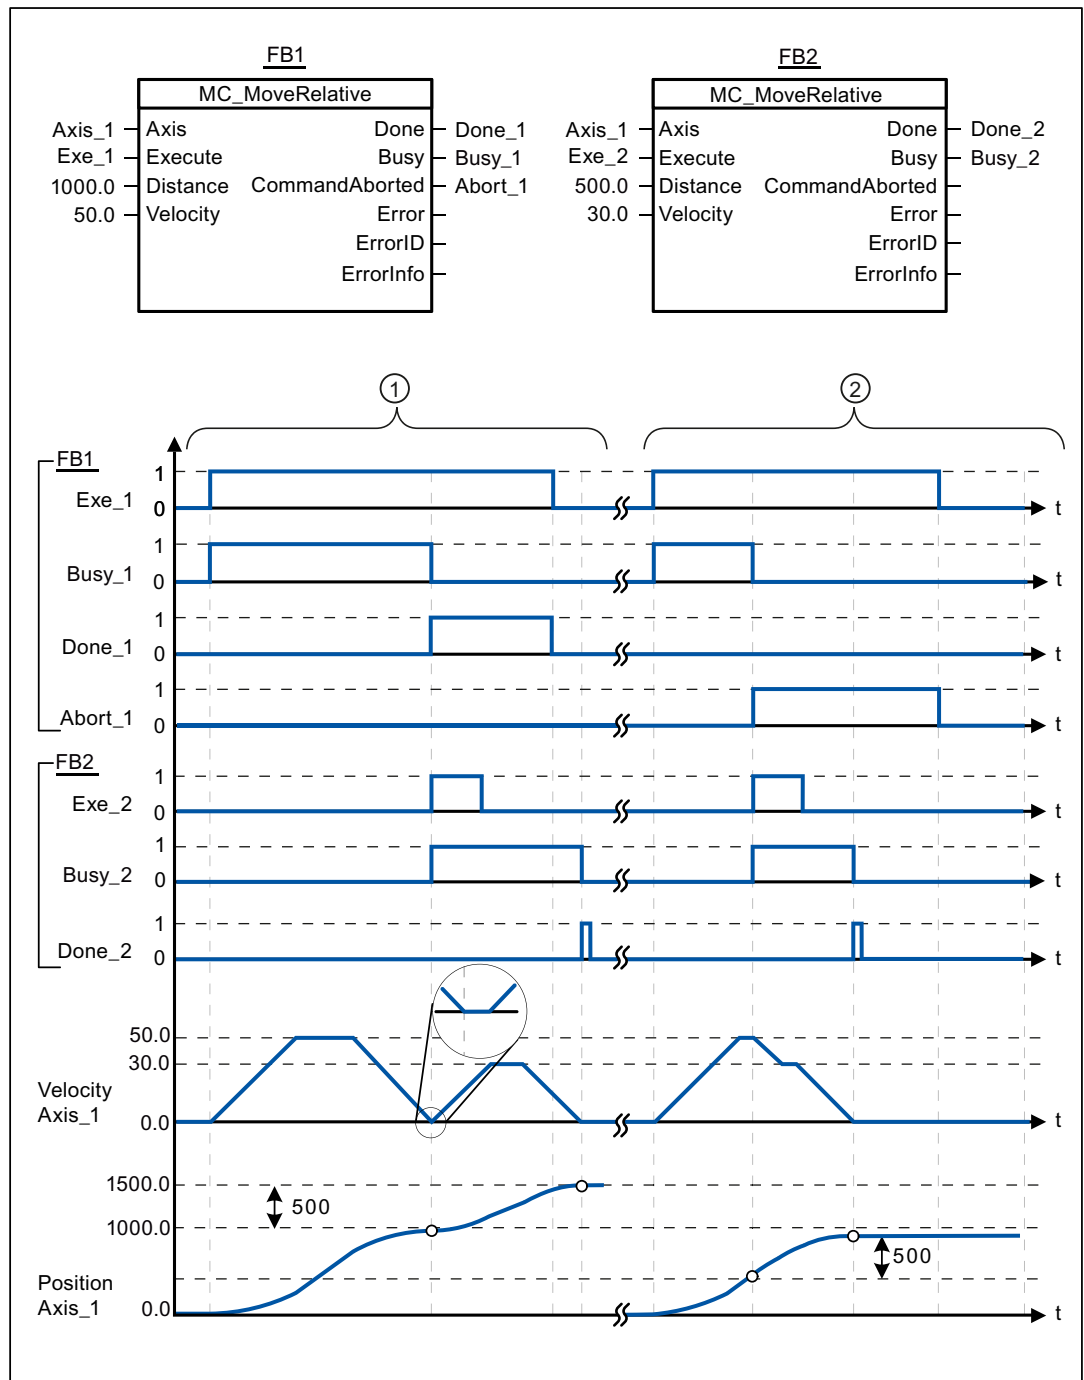 FB1
FB2
MC_MoveRelative
MC_MoveRelative
Axis_1 Axis Done Done_1
Exe_1 Execute Busy Busy_1
1000.0 Distance CommandAborted Abort_1
50.0 Velocity Error
ErrorID
ErrorInfo
Axis_1 Axis Done Done_2
Exe_2 Execute Busy Busy_2
500.0 Distance CommandAborted
30.0 Velocity Error
ErrorID
ErrorInfo
1
2
FB1
1
Exe_1
0
t
1
Busy_1
0
t
1
Done_1
0
t
1
Abort_1
0
t
FB2
1
Exe_2
0
t
1
Busy_2
0
t
1
Done_2
0
t
50.0
30.0
Velocity
Axis_1
0.0
t
1500.0
500
1000.0
500
Position
Axis_1
0.0
t